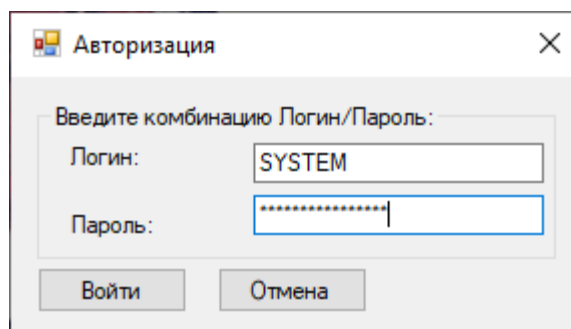 Авторизация
Введите комбинацию Логин/Пароль:
Логин: SYSTEM
Пароль: ****************
Войти Отмена